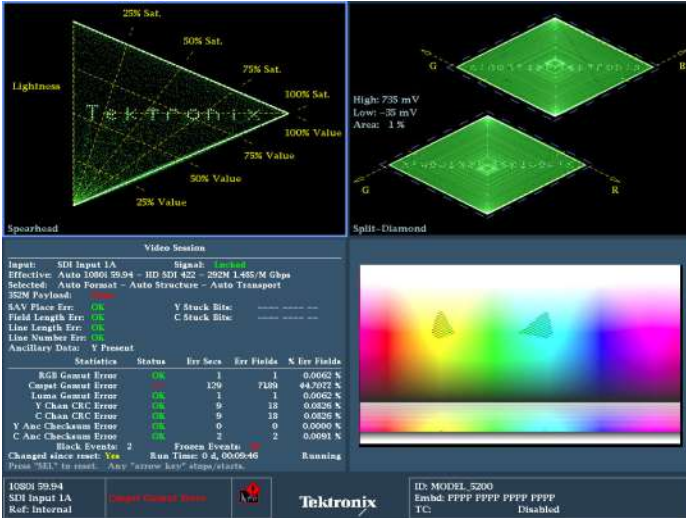 25% Sat.
50% Sat.
75% Sat.
Lightness
100% Sat.
Tektronix
100% Value
75% Value
50% Value
25% Value
Spearhead
G
B
High: 735 mV
Low: -35 mV
Area: 1 %
G
R
Split-Diamond
Video Session
Input: SDI Input 1A Signal: Locked
Effective: Auto 1080i 59.94 - HD SDI 422 - 292M 1.485/M Gbps
Selected: Auto Format - Auto Structure - Auto Transport
352M Payload:
SAV Place Err: OK Y Stuck Bits: ---- ---- --
Field Length Err: OK C Stuck Bits: ---- ---- --
Line Length Err: OK
Line Number Err: OK
Ancillary Data: Y Present
Statistics Status Err Secs Err Fields % Err Fields
RGB Gamut Error OK 1 1 0.0062 %
Cmpst Gamut Error 129 7189 44.7072 %
Luma Gamut Error OK 1 1 0.0062 %
Y Chan CRC Error OK 9 18 0.0826 %
C Chan CRC Error OK 9 18 0.0826 %
Y Anc Checksum Error OK 0 0 0.0000 %
C Anc Checksum Error OK 2 2 0.0091 %
Black Events: 2 Frozen Events:
Changed since reset: Yes Run Time: 0 d, 00:09:46 Running
Press "SEL" to reset. Any "arrow key" stops/starts.
1080i 59.94
SDI Input 1A
Ref: Internal
Cmpst Gamut Error
Tektronix
ID: MODEL_5200
Embd: PPPP PPPP PPPP PPPP
TC: Disabled